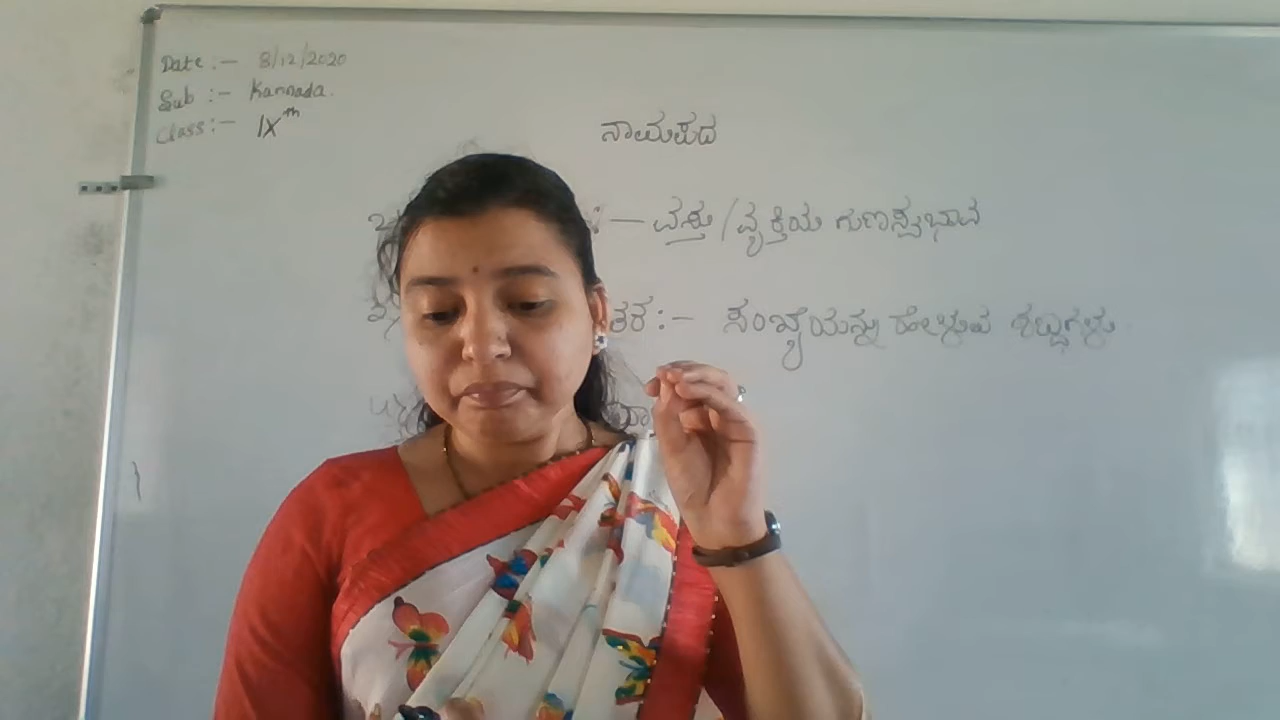 Date :- 8/12/2020
Sub :- Kannada.
Class:- IXth
ನಾಮಪದ
:- ವಸ್ತು/ವ್ಯಕ್ತಿಯ ಗುಣಸ್ವಭಾವ
:- ಸಂಖ್ಯೆಯನ್ನು ಹೇಳುವ ಶಬ್ದಗಳು